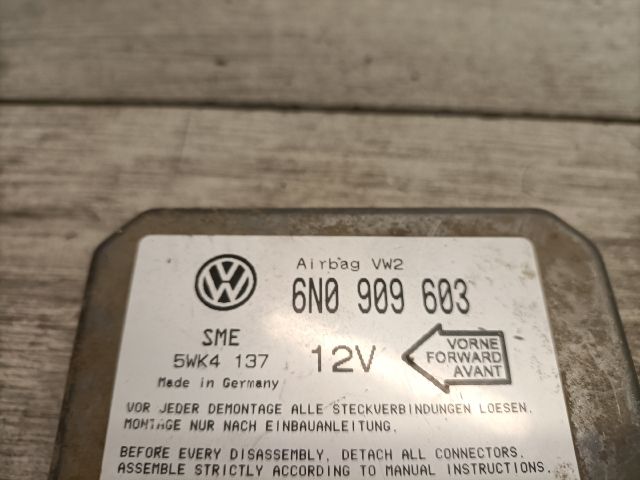 Airbag VW2
6N0 909 603
SME
5WK4 137
12V
VORNE
FORWARD
AVANT
Made in Germany
VOR JEDER DEMONTAGE ALLE STECKVERBINDUNGEN LOESEN.
MONTAGE NUR NACH EINBAUANLEITUNG.
BEFORE EVERY DISASSEMBLY, DETACH ALL CONNECTORS.
ASSEMBLE STRICTLY ACCORDING TO MANUAL INSTRUCTIONS.